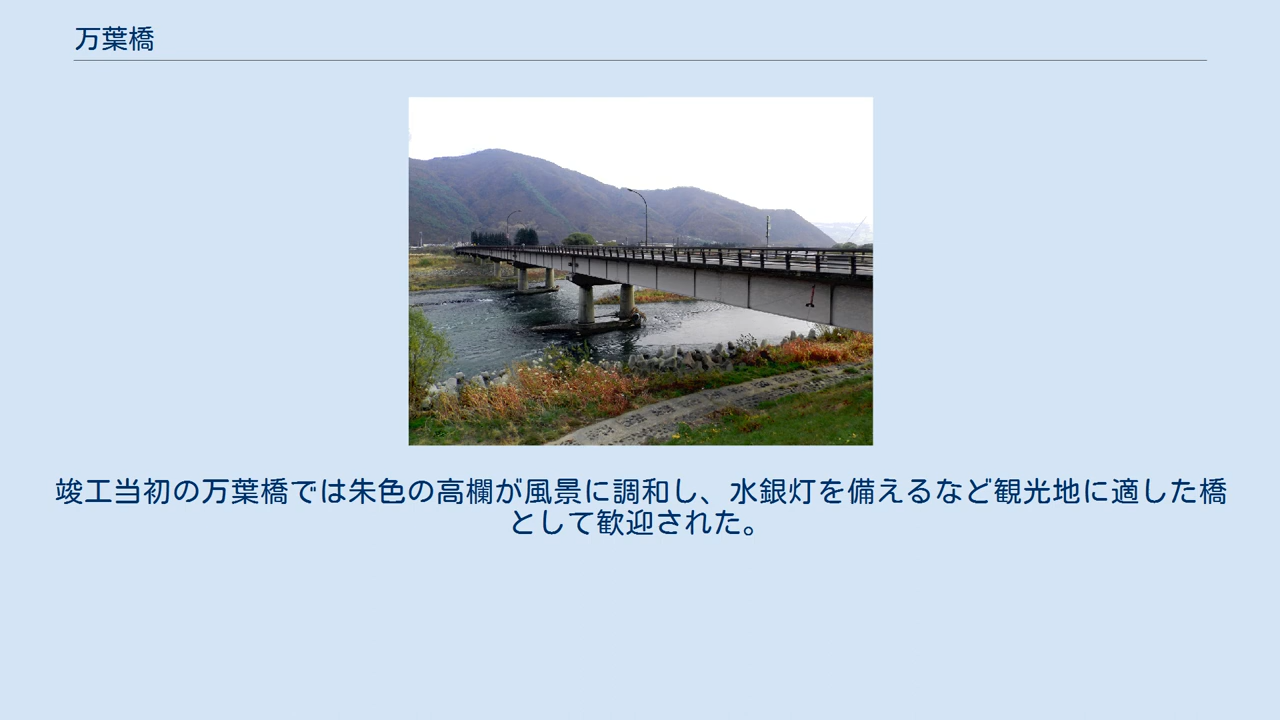 万葉橋
竣工当初の万葉橋では朱色の高欄が風景に調和し、水銀灯を備えるなど観光地に適した橋
として歓迎された。